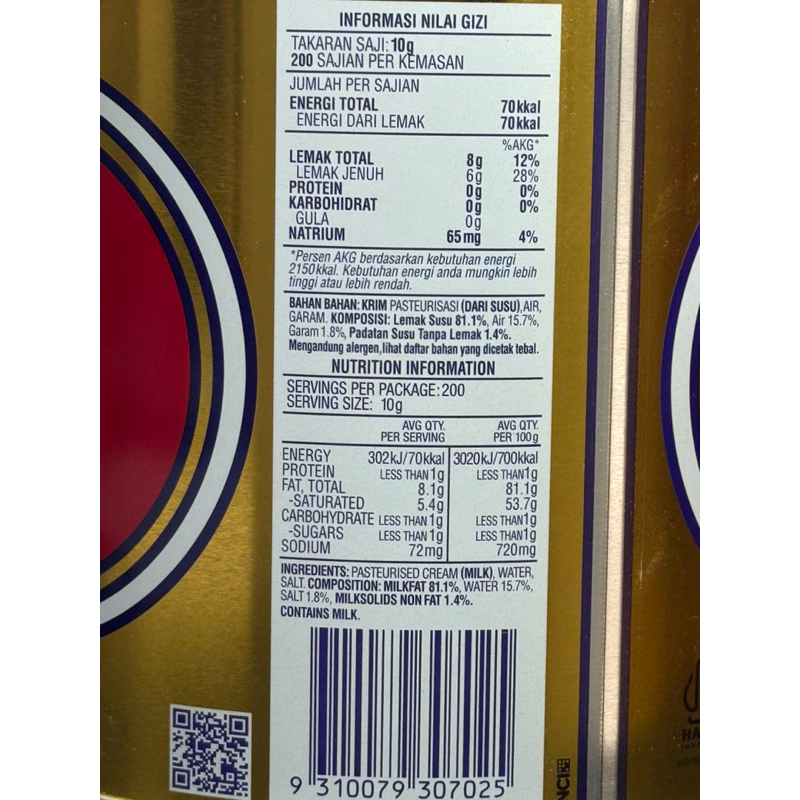 INFORMASI NILAI GIZI
TAKARAN SAJI: 10g
200 SAJIAN PER KEMASAN
JUMLAH PER SAJIAN
ENERGI TOTAL 70kkal
ENERGI DARI LEMAK 70kkal
%AKG*
LEMAK TOTAL 8g 12%
LEMAK JENUH 6g 28%
PROTEIN 0g 0%
KARBOHIDRAT 0g 0%
GULA 0g
NATRIUM 65mg 4%
*Persen AKG berdasarkan kebutuhan energi
2150kkal. Kebutuhan energi anda mungkin lebih
tinggi atau lebih rendah.
BAHAN BAHAN: KRIM PASTEURISASI (DARI SUSU), AIR,
GARAM. KOMPOSISI: Lemak Susu 81.1%, Air 15.7%,
Garam 1.8%, Padatan Susu Tanpa Lemak 1.4%.
Mengandung alergen, lihat daftar bahan yang dicetak tebal.
NUTRITION INFORMATION
SERVINGS PER PACKAGE: 200
SERVING SIZE: 10g
AVG QTY. AVG QTY.
PER SERVING PER 100g
ENERGY 302kJ/70kkal 3020kJ/700kkal
PROTEIN LESS THAN 1g LESS THAN 1g
FAT, TOTAL 8.1g 81.1g
-SATURATED 5.4g 53.7g
CARBOHYDRATE LESS THAN 1g LESS THAN 1g
-SUGARS LESS THAN 1g LESS THAN 1g
SODIUM 72mg 720mg
INGREDIENTS: PASTEURISED CREAM (MILK), WATER,
SALT. COMPOSITION: MILKFAT 81.1%, WATER 15.7%,
SALT 1.8%, MILKSOLIDS NON FAT 1.4%.
CONTAINS MILK.
9 310079 307025